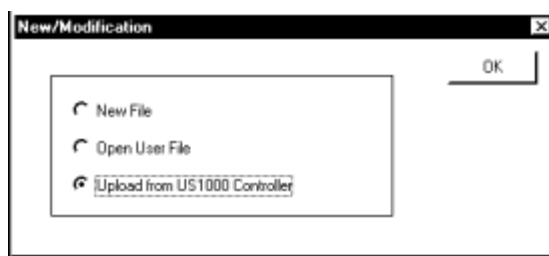 New/Modification
OK
New File
Open User File
Upload from US1000 Controller